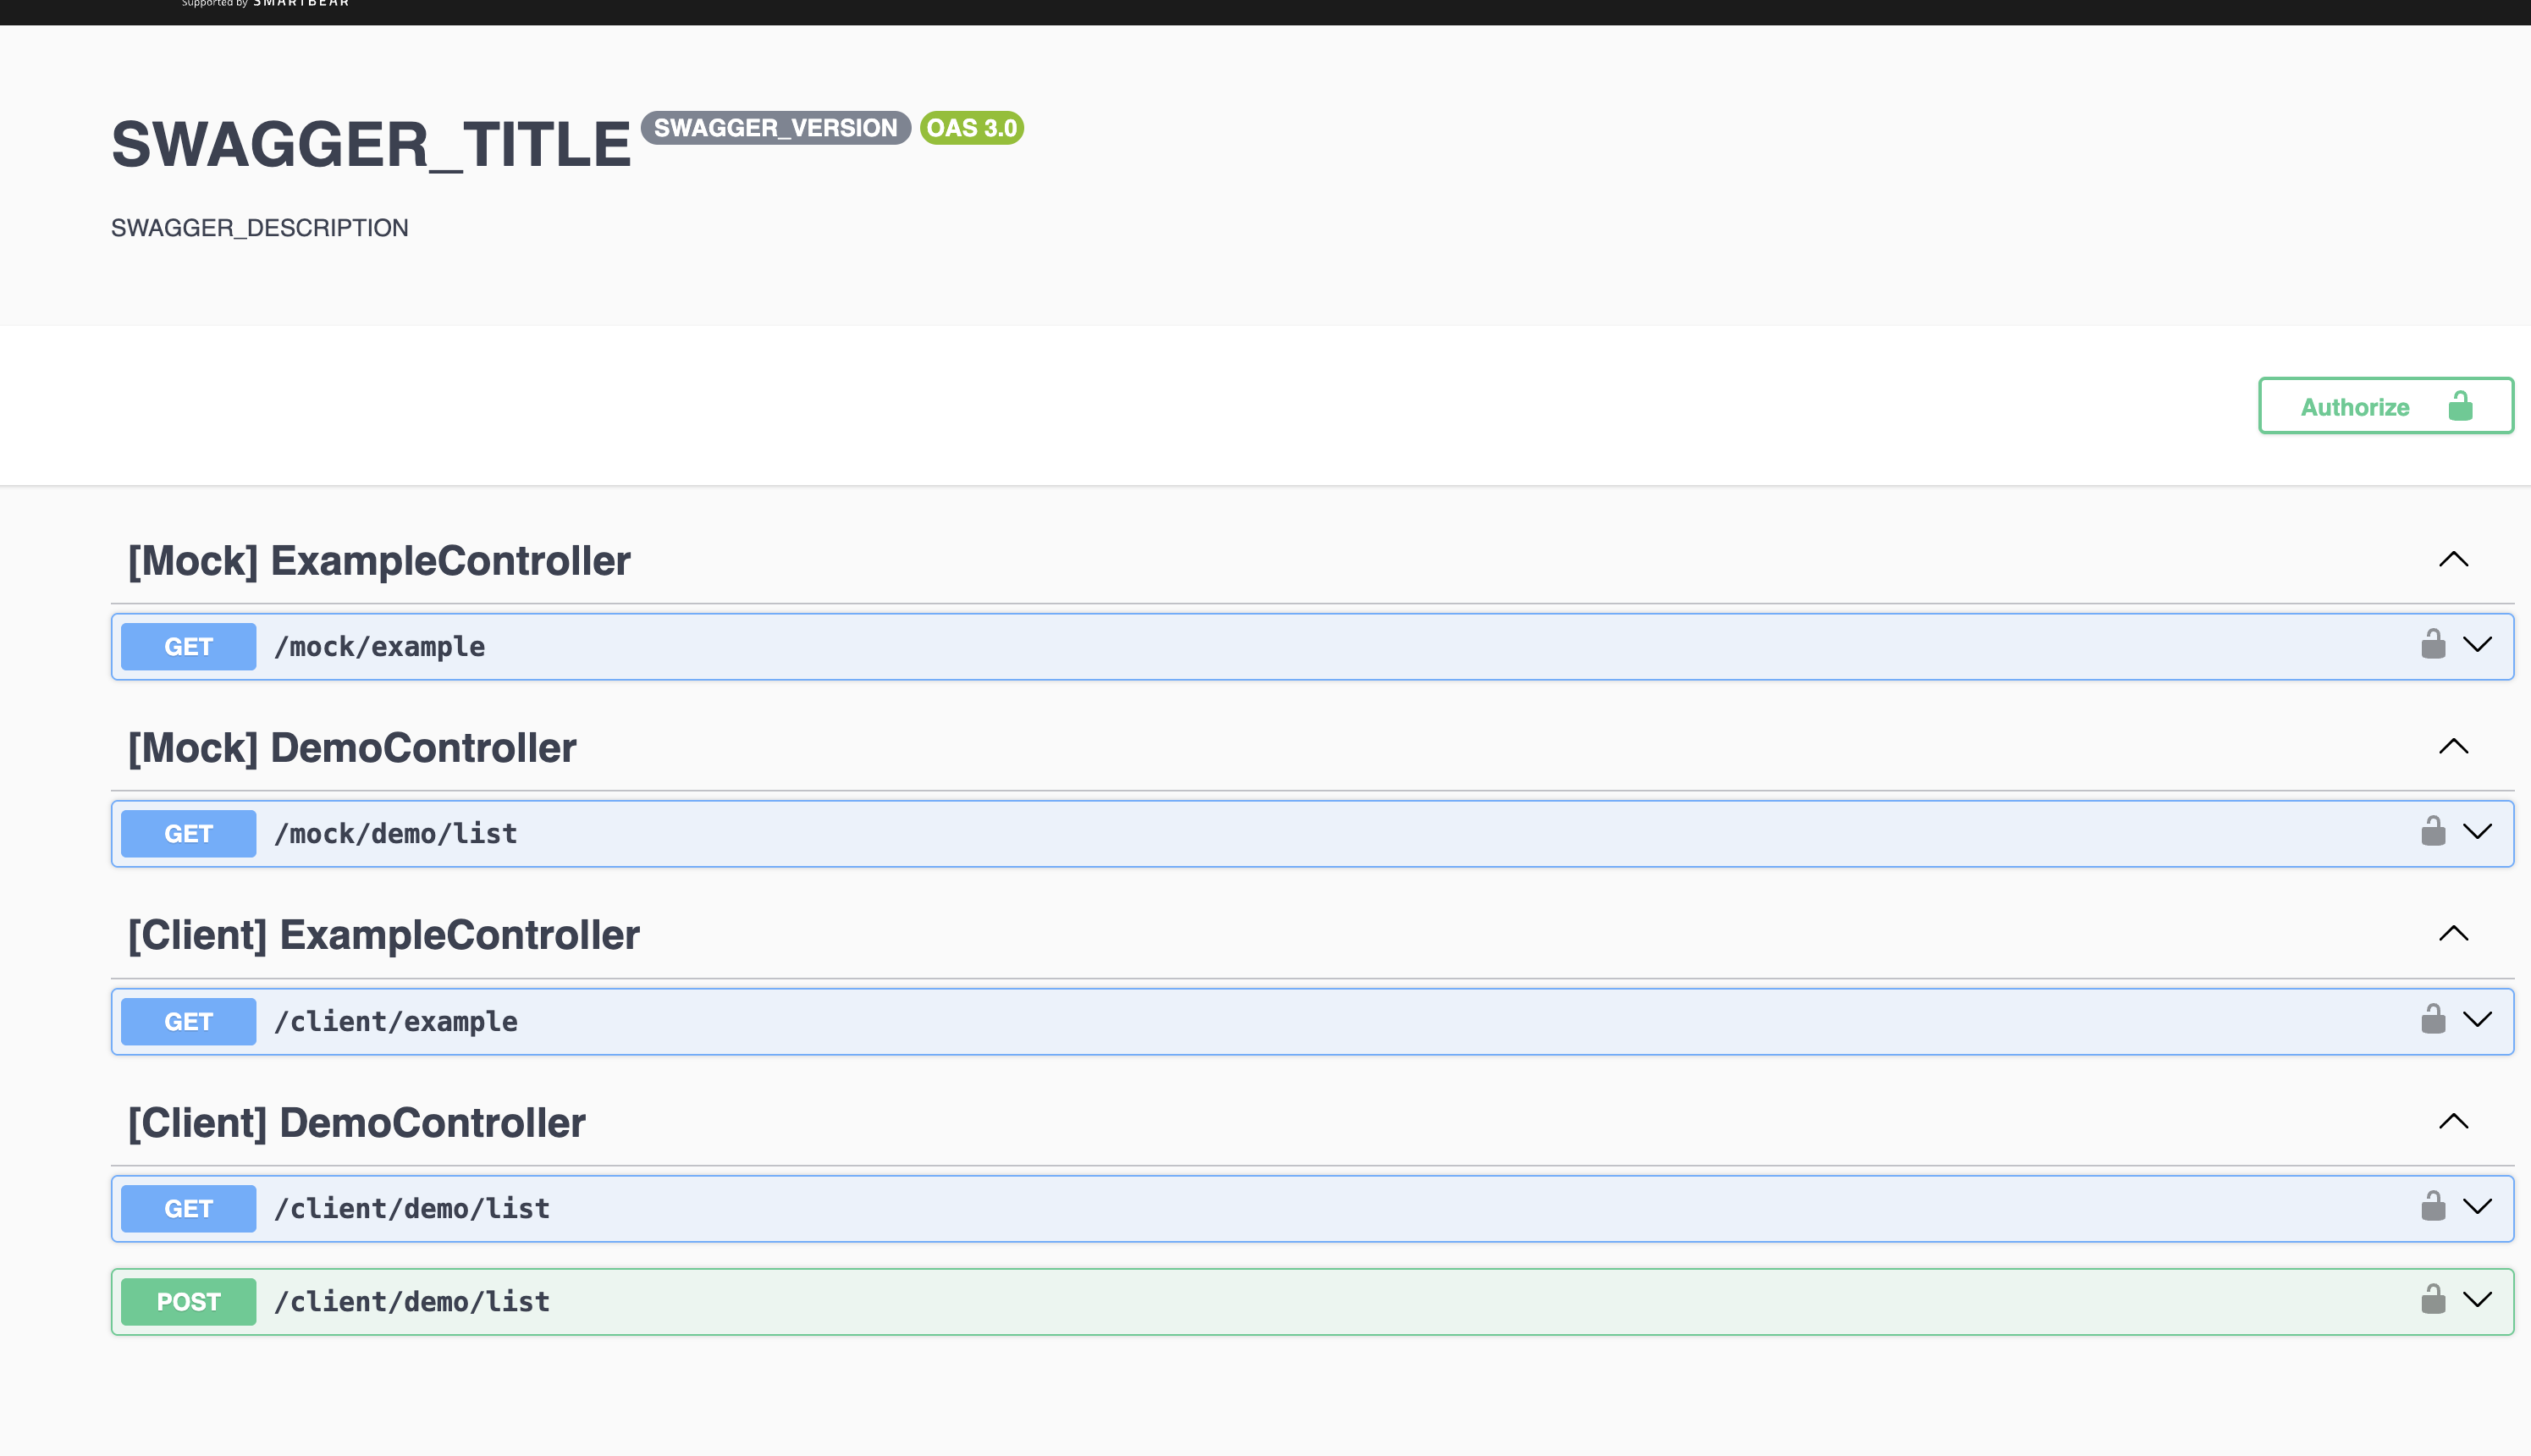 Supported by SMARTBEAR
SWAGGER_TITLE SWAGGER_VERSION OAS 3.0
SWAGGER_DESCRIPTION
Authorize
[Mock] ExampleController
GET /mock/example
[Mock] DemoController
GET /mock/demo/list
[Client] ExampleController
GET /client/example
[Client] DemoController
GET /client/demo/list
POST /client/demo/list